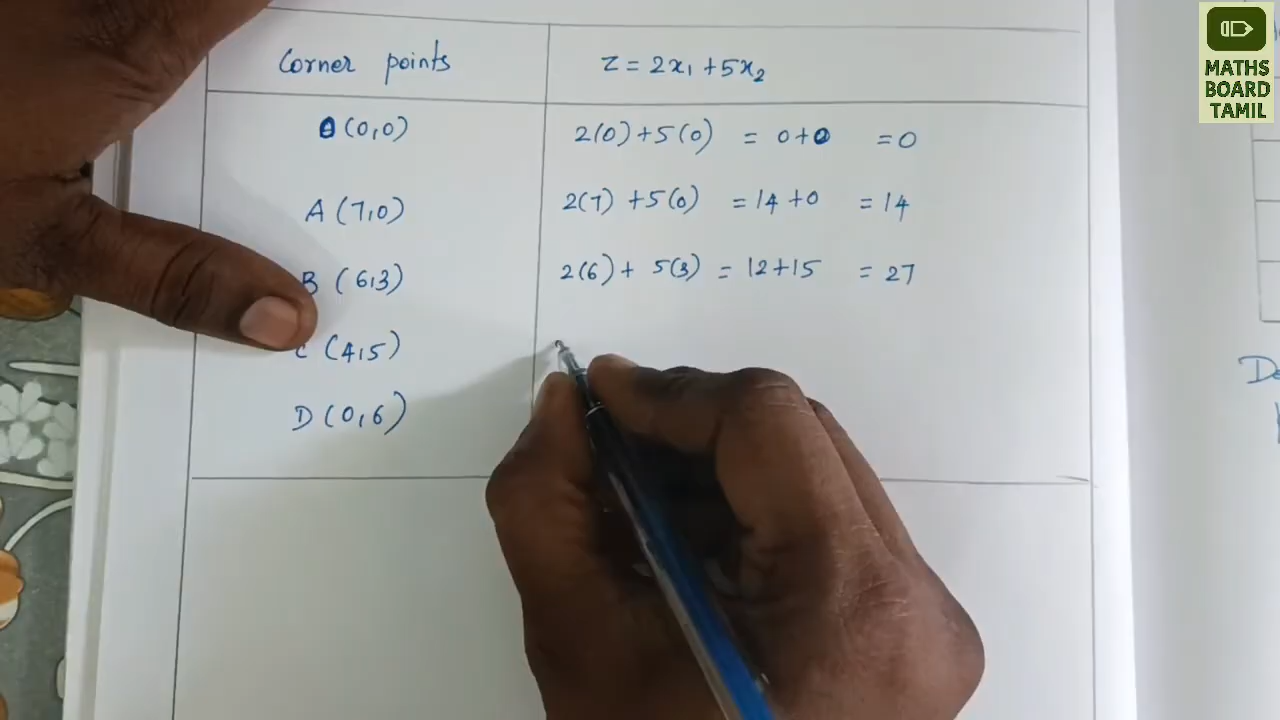 Corner points Z = 2x₁ + 5x₂
O (0,0) 2(0) + 5(0) = 0+0 = 0
A (7,0) 2(7) + 5(0) = 14 + 0 = 14
B (6,3) 2(6) + 5(3) = 12+15 = 27
C (4,5)
D (0,6)
MATHS
BOARD
TAMIL